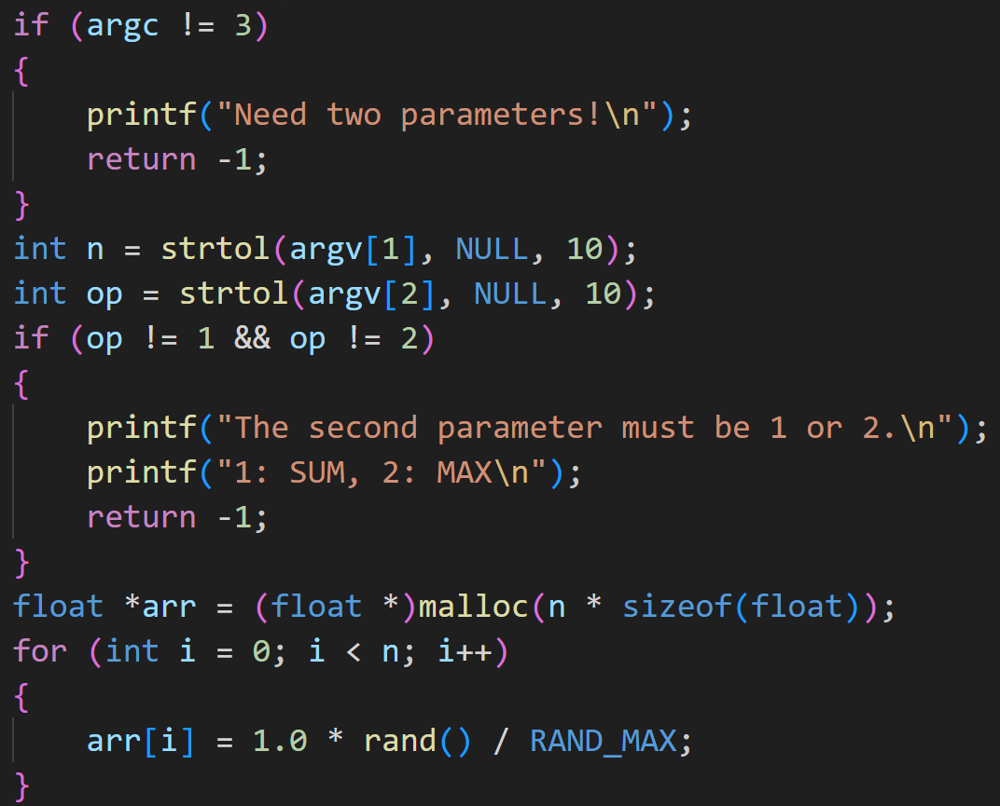 if (argc != 3)
{
    printf("Need two parameters!\n");
    return -1;
}
int n = strtol(argv[1], NULL, 10);
int op = strtol(argv[2], NULL, 10);
if (op != 1 && op != 2)
{
    printf("The second parameter must be 1 or 2.\n");
    printf("1: SUM, 2: MAX\n");
    return -1;
}
float *arr = (float *)malloc(n * sizeof(float));
for (int i = 0; i < n; i++)
{
    arr[i] = 1.0 * rand() / RAND_MAX;
}